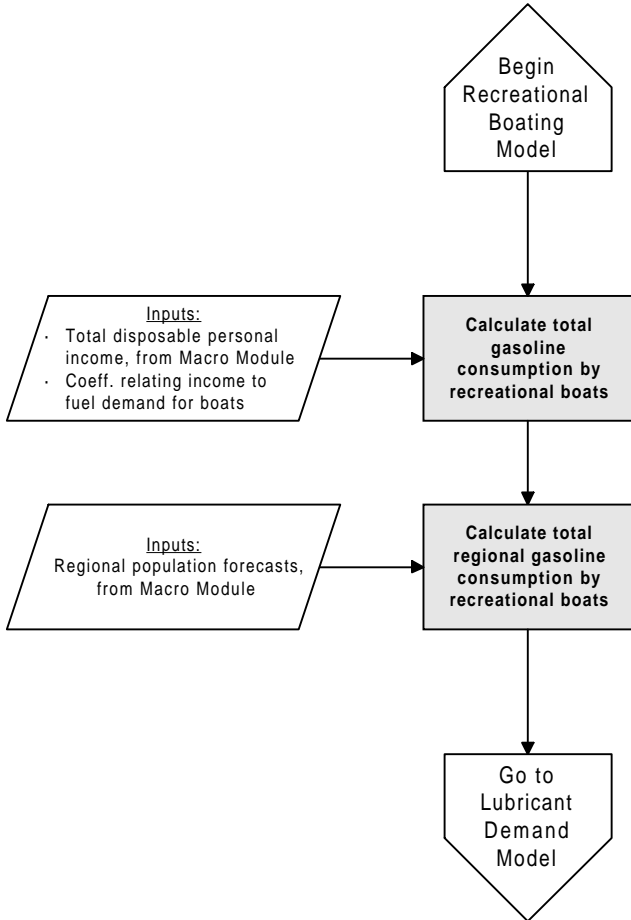 Begin
Recreational
Boating
Model
Inputs:
· Total disposable personal
income, from Macro Module
· Coeff. relating income to
fuel demand for boats
Calculate total
gasoline
consumption by
recreational boats
Inputs:
Regional population forecasts,
from Macro Module
Calculate total
regional gasoline
consumption by
recreational boats
Go to
Lubricant
Demand
Model